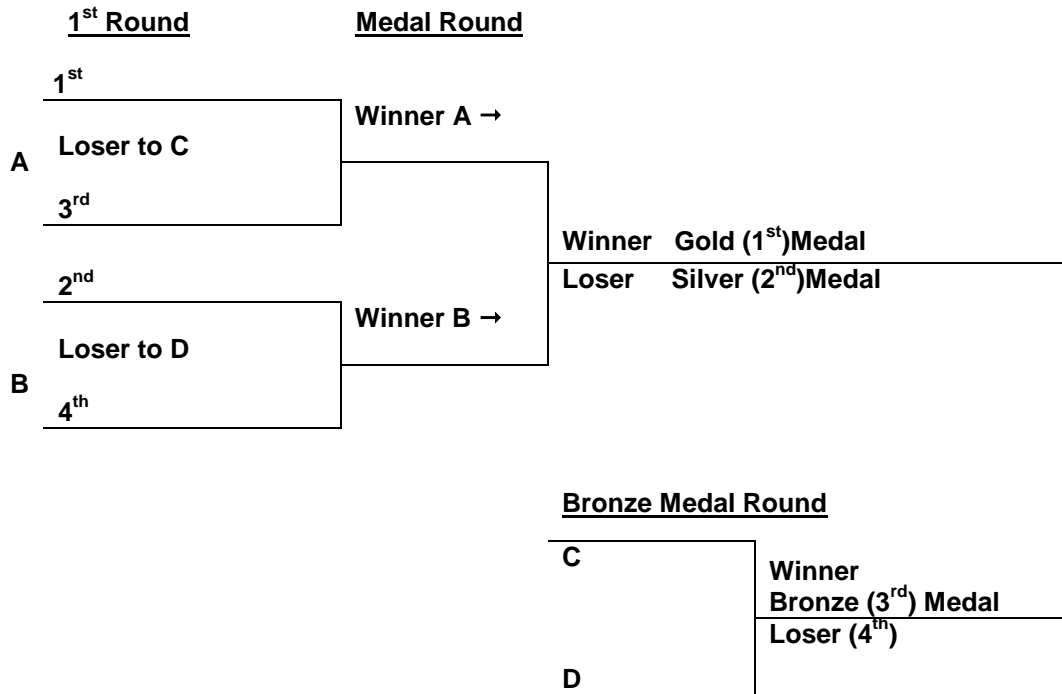 1st Round
Medal Round
1st
Winner A →
Loser to C
A
3rd
Winner Gold (1st)Medal
2nd
Loser Silver (2nd)Medal
Winner B →
Loser to D
B
4th
Bronze Medal Round
C
Winner
Bronze (3rd) Medal
Loser (4th)
D